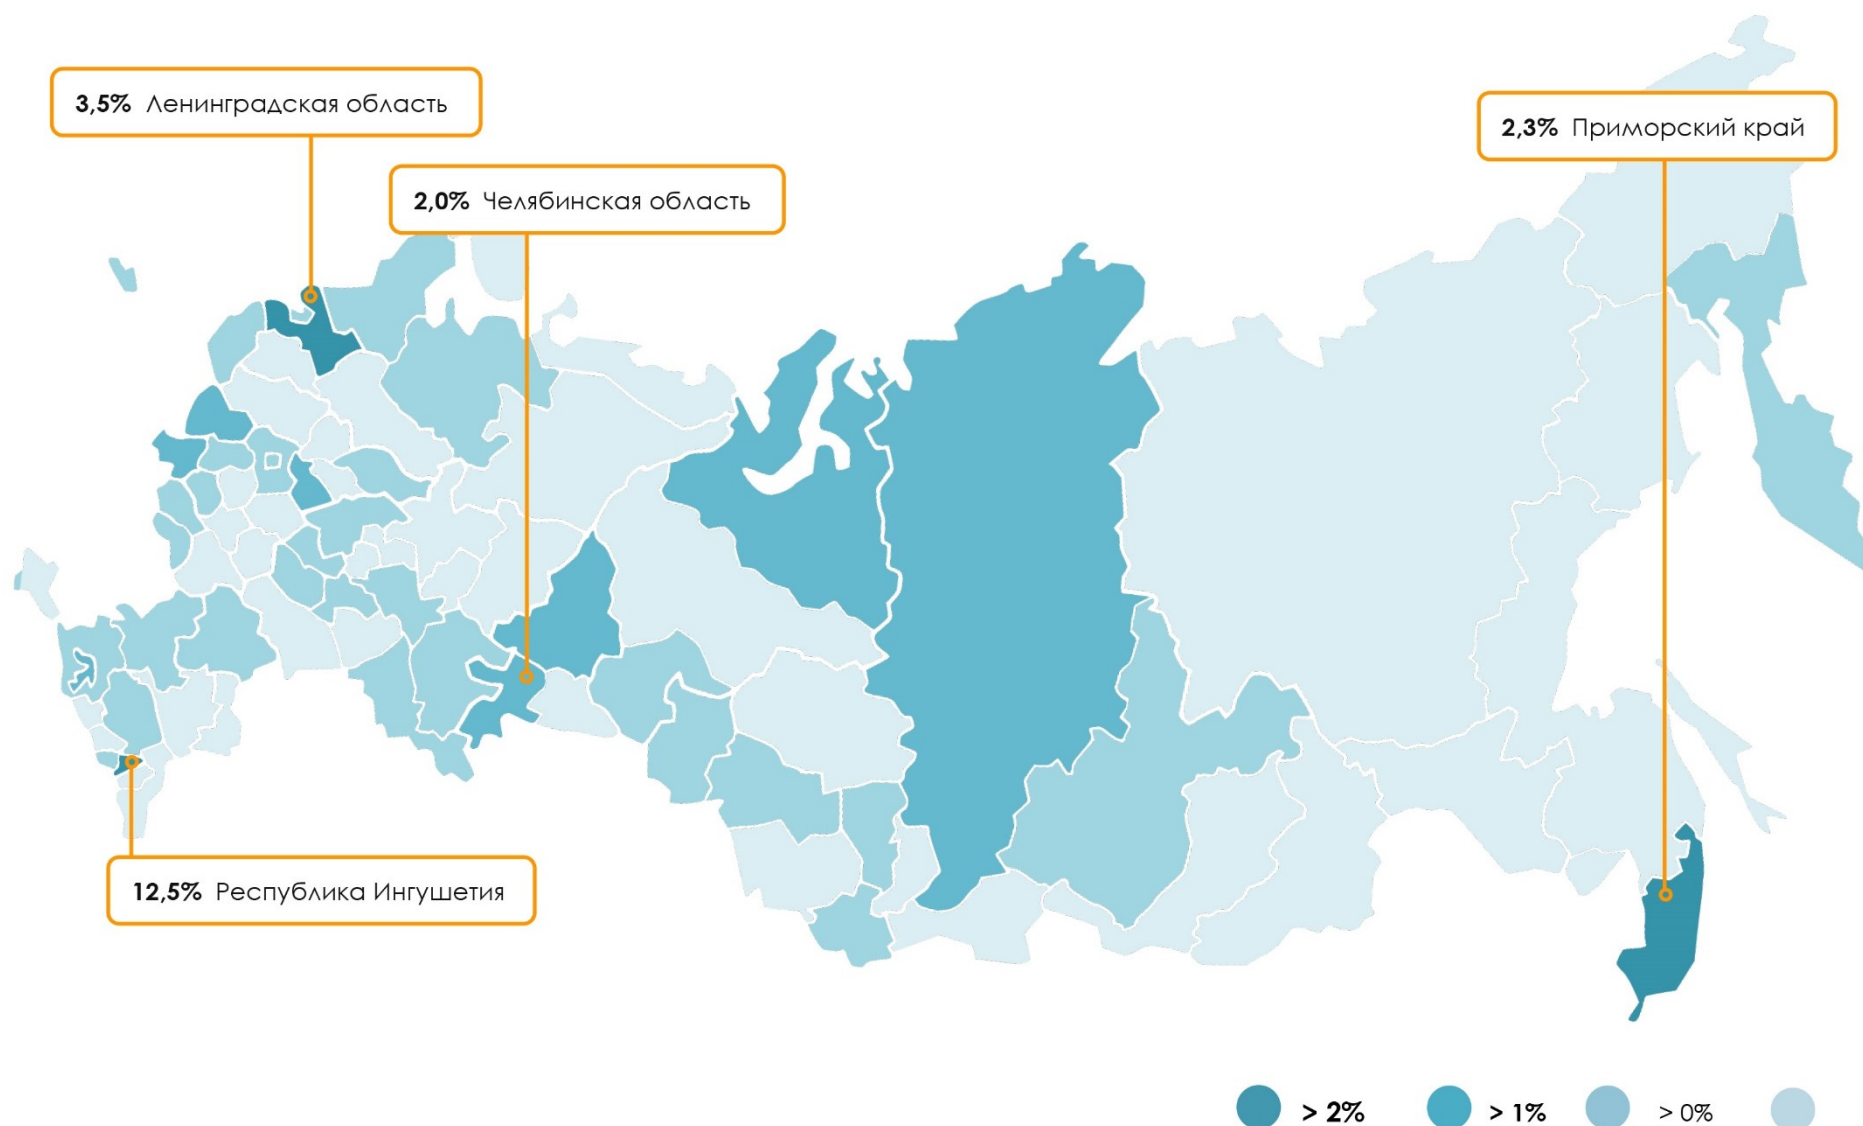 3,5% Ленинградская область
2,3% Приморский край
2,0% Челябинская область
12,5% Республика Ингушетия
> 2% > 1% > 0%